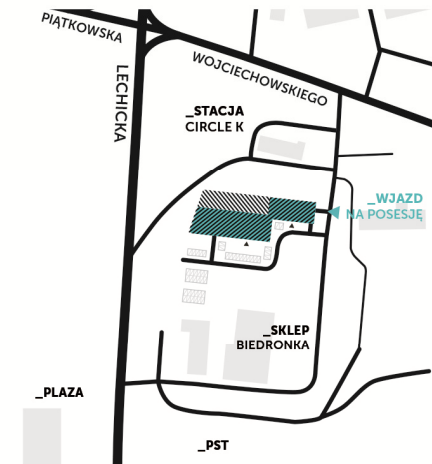 PIĄTKOWSKA
WOJCIECHOWSKIEGO
LECHICKA
_STACJA
CIRCLE K
_WJAZD
NA POSESJĘ
_SKLEP
BIEDRONKA
_PLAZA
_PST